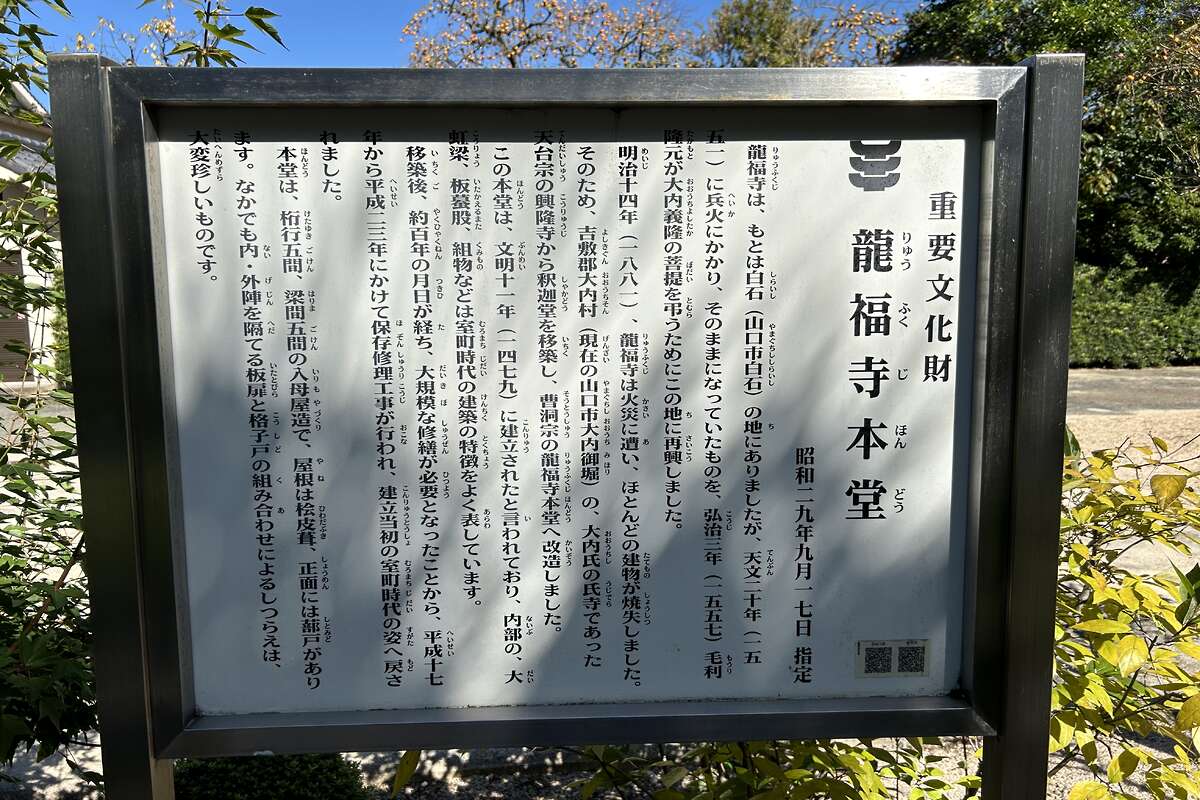 重要文化財
龍福寺本堂
昭和二九年九月一七日 指定
龍福寺は、もとは白石（山口市白石）の地にありましたが、天文二十年（一五
五一）に兵火にかかり、そのままになっていたものを、弘治三年（一五五七）毛利
隆元が大内義隆の菩提を弔うためにこの地に再興しました。
明治十四年（一八八一）、龍福寺は火災に遭い、ほとんどの建物が焼失しました。
そのため、吉敷郡大内村（現在の山口市大内御堀）の、大内氏の氏寺であった
天台宗の興隆寺から釈迦堂を移築し、曹洞宗の龍福寺本堂へ改造しました。
この本堂は、文明十一年（一四七九）に建立されたと言われており、内部の、大
虹梁、板蟇股、組物などは室町時代の建築の特徴をよく表しています。
移築後、約百年の月日が経ち、大規模な修繕が必要となったことから、平成十七
年から平成二三年にかけて保存修理工事が行われ、建立当初の室町時代の姿へ戻さ
れました。
本堂は、桁行五間、梁間五間の入母屋造で、屋根は桧皮葺、正面には蔀戸があり
ます。なかでも内・外陣を隔てる板扉と格子戸の組み合わせによるしつらえは、
大変珍しいものです。